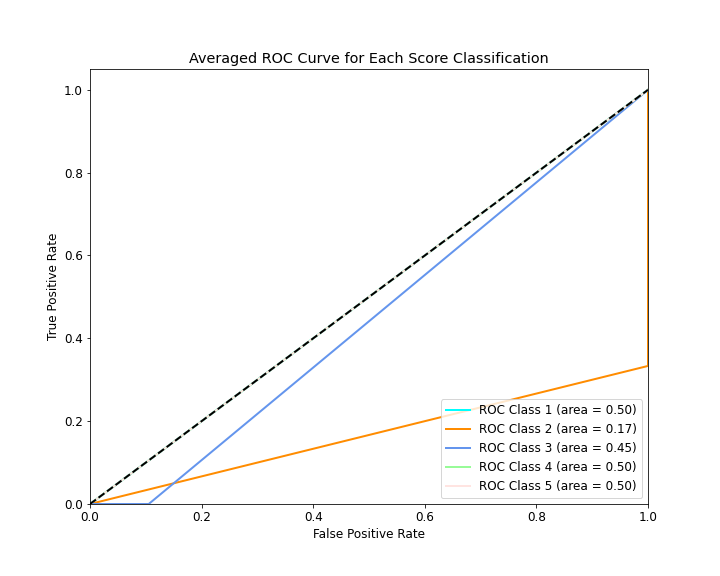 Averaged ROC Curve for Each Score Classification
True Positive Rate
1.0
0.8
0.6
0.4
0.2
0.0
ROC Class 1 (area = 0.50)
ROC Class 2 (area = 0.17)
ROC Class 3 (area = 0.45)
ROC Class 4 (area = 0.50)
ROC Class 5 (area = 0.50)
0.0 0.2 0.4 0.6 0.8 1.0
False Positive Rate